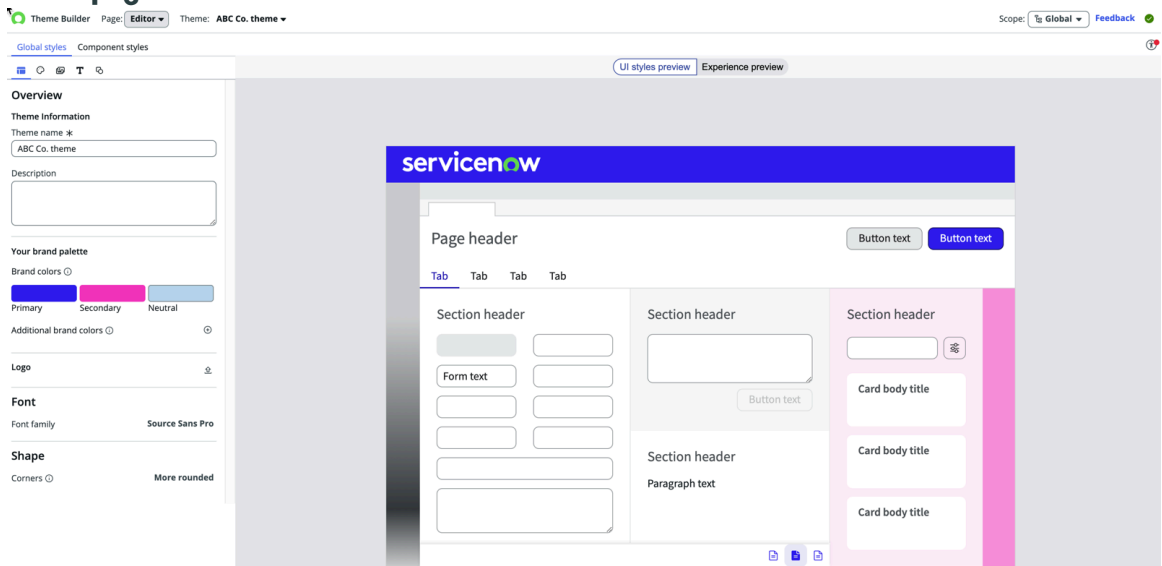 Theme Builder Page: Editor Theme: ABC Co. theme Scope: Global Feedback
Global styles Component styles
UI styles preview Experience preview
Overview
Theme Information
Theme name *
ABC Co. theme
Description
Your brand palette
Brand colors
Primary Secondary Neutral
Additional brand colors
Logo
Font
Font family Source Sans Pro
Shape
Corners More rounded
servicenow
Page header Button text Button text
Tab Tab Tab Tab
Section header Section header Section header
Form text
Button text
Card body title
Section header
Paragraph text
Card body title
Card body title